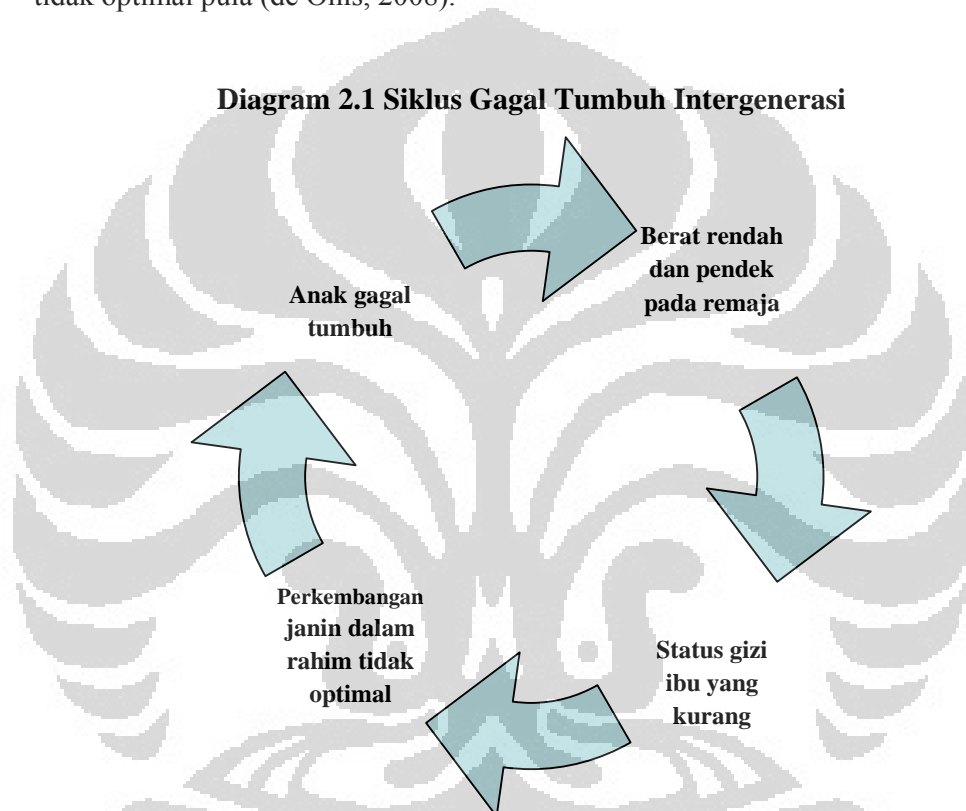 tidak optimal pula (de Onis, 2008).
Diagram 2.1 Siklus Gagal Tumbuh Intergenerasi
Berat rendah
dan pendek
pada remaja
Anak gagal
tumbuh
Perkembangan
janin dalam
rahim tidak
optimal
Status gizi
ibu yang
kurang